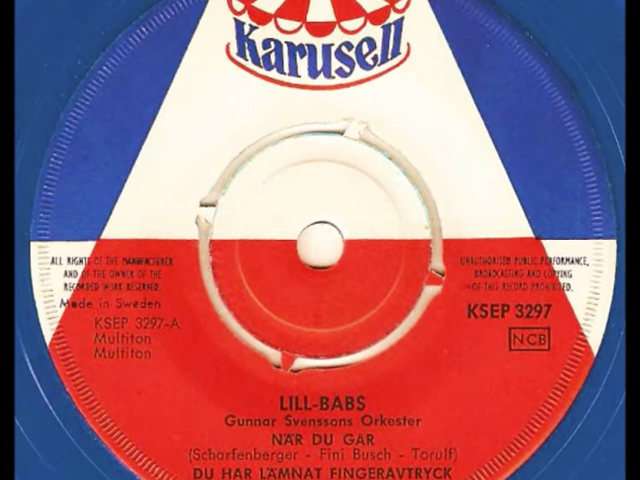 Karusell
ALL RIGHTS OF THE MANUFACTURER
AND OF THE OWNER OF THE
RECORDED WORK RESERVED.
Made in Sweden
KSEP 3297-A
Multiton
Multiton
UNAUTHORISED PUBLIC PERFORMANCE,
BROADCASTING AND COPYING
OF THIS RECORD PROHIBITED.
KSEP 3297
NCB
LILL-BABS
Gunnar Svenssons Orkester
NÄR DU GÅR
(Scharfenberger - Fini Busch - Torulf)
DU HAR LÄMNAT FINGERAVTRYCK